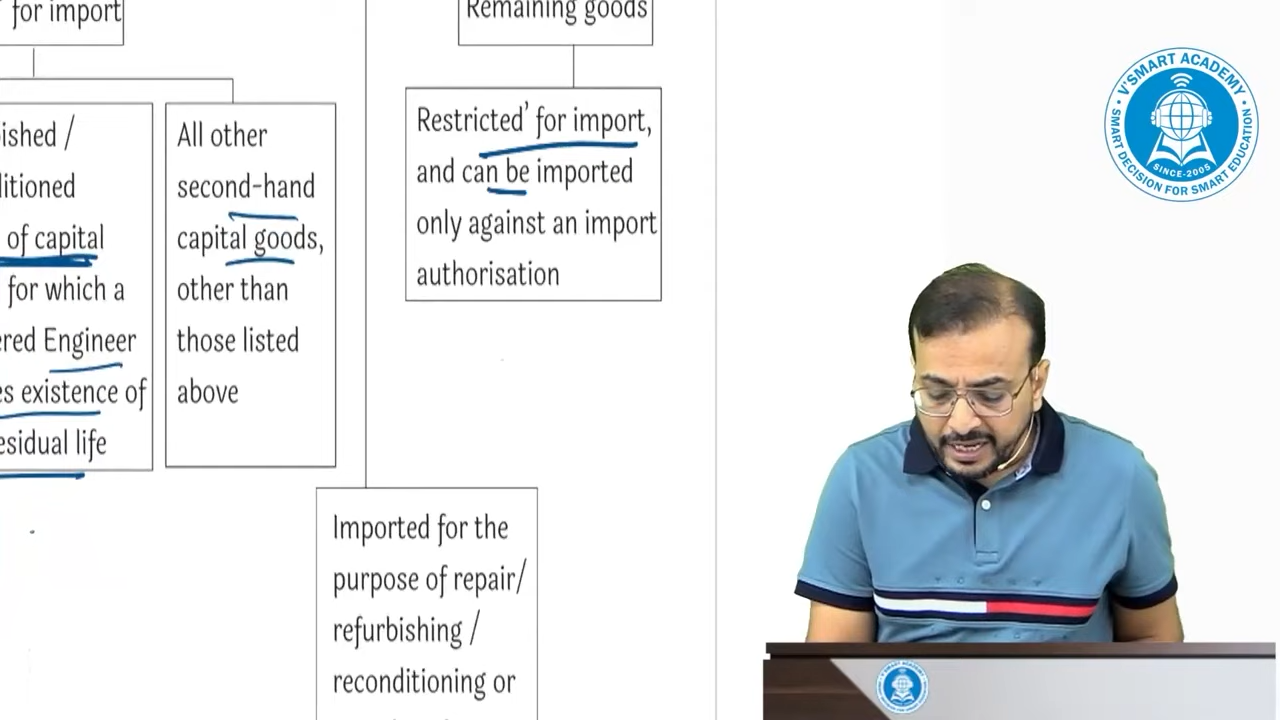 for import
Remaining goods
ished /
litioned
of capital
for which a
ered Engineer
es existence of
esidual life
All other
second-hand
capital goods,
other than
those listed
above
Restricted’ for import,
and can be imported
only against an import
authorisation
Imported for the
purpose of repair/
refurbishing /
reconditioning or
V'SMART ACADEMY
SINCE-2005
SMART DECISION FOR SMART EDUCATION